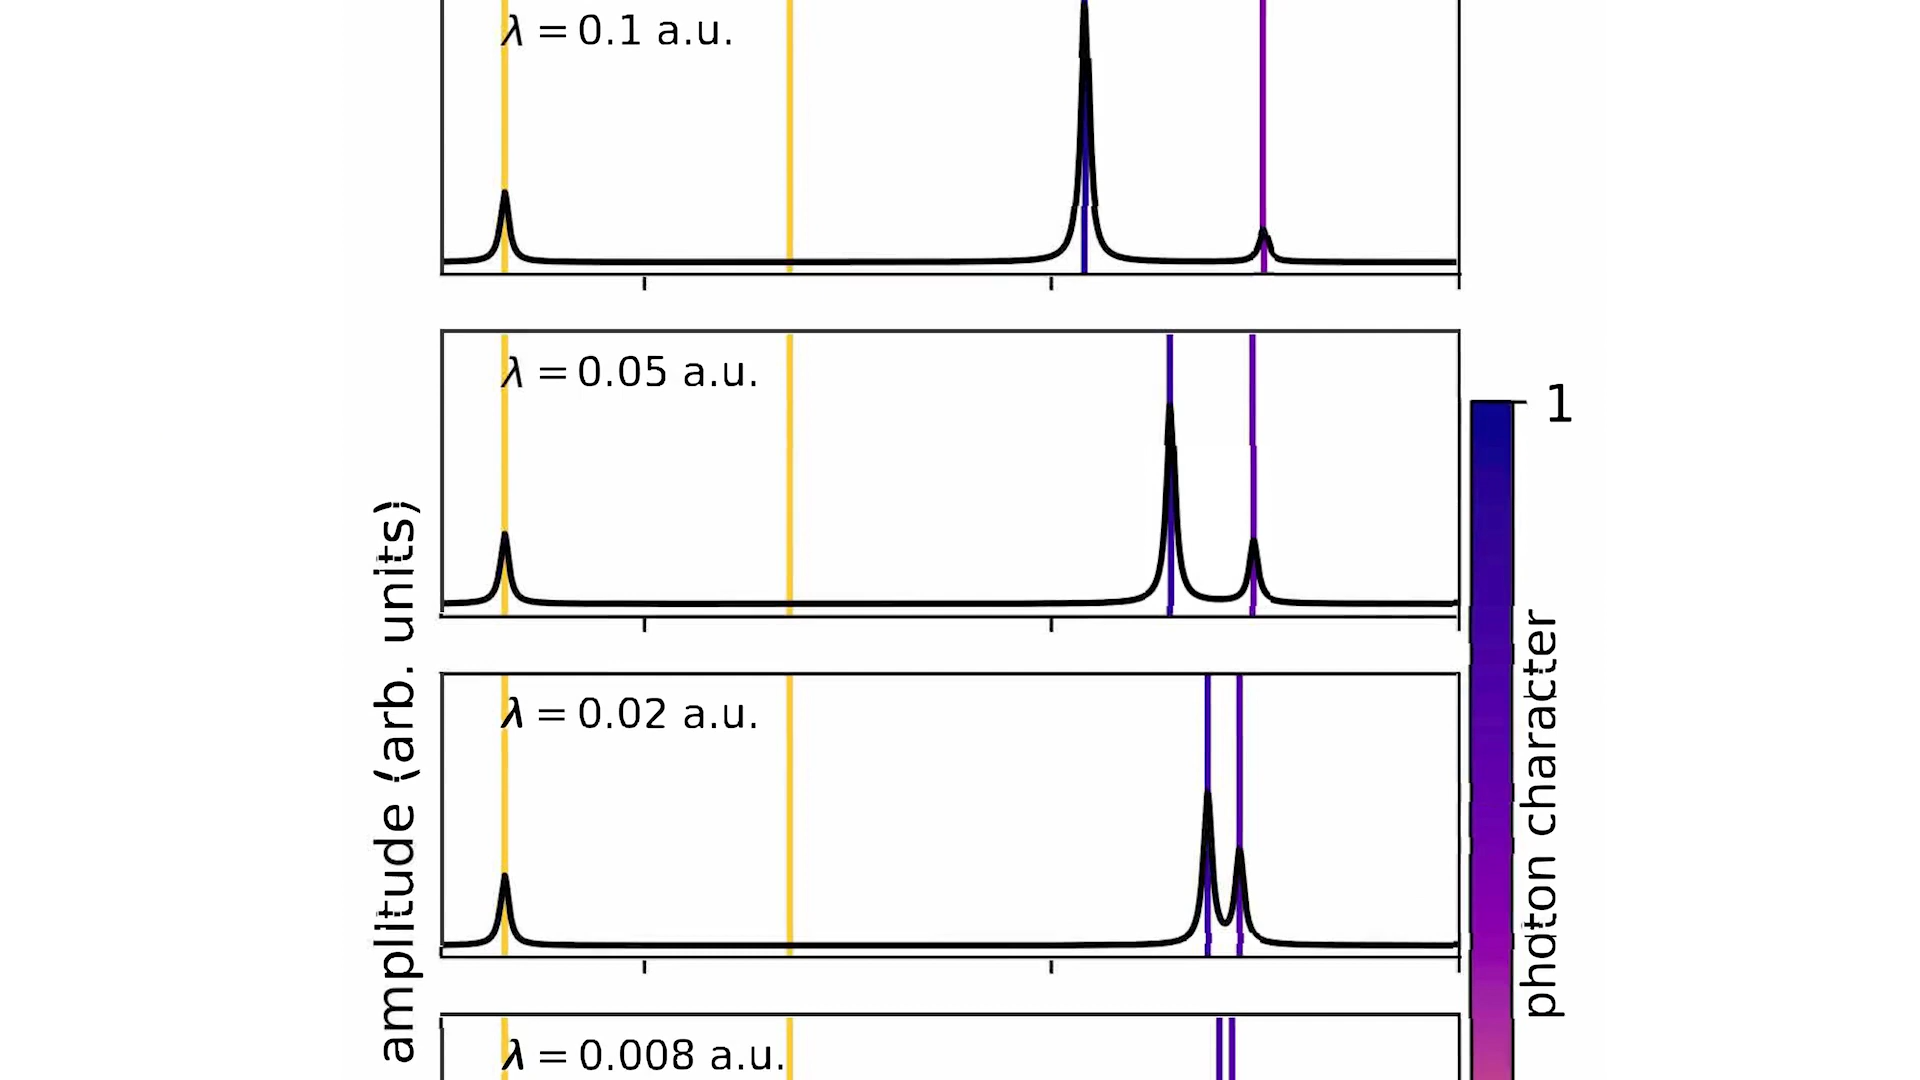 λ = 0.1 a.u.
λ = 0.05 a.u.
1
λ = 0.02 a.u.
λ = 0.008 a.u.
amplitude (arb. units)
photon character